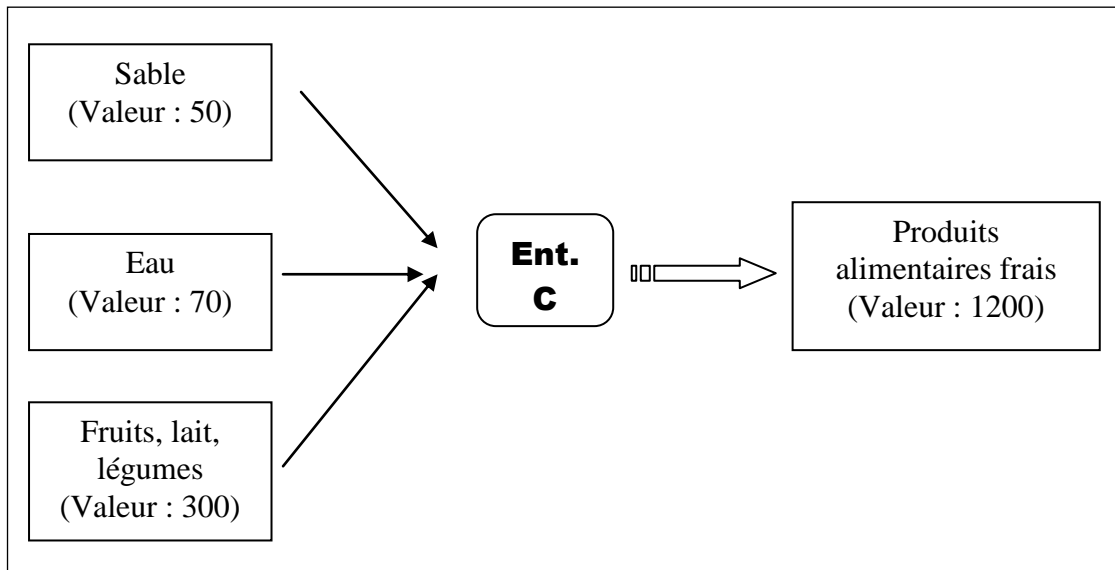 Sable
(Valeur : 50)
Eau
(Valeur : 70)
Fruits, lait,
légumes
(Valeur : 300)
Ent.
C
Produits
alimentaires frais
(Valeur : 1200)